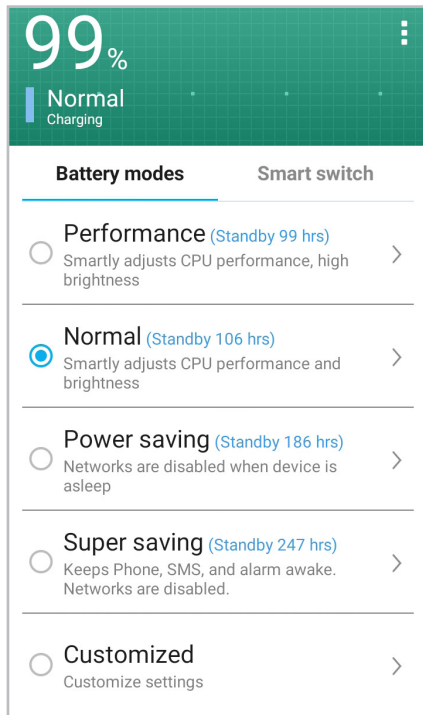 99%
Normal
Charging
Battery modes
Smart switch
Performance (Standby 99 hrs)
Smartly adjusts CPU performance, high
brightness
Normal (Standby 106 hrs)
Smartly adjusts CPU performance and
brightness
Power saving (Standby 186 hrs)
Networks are disabled when device is
asleep
Super saving (Standby 247 hrs)
Keeps Phone, SMS, and alarm awake.
Networks are disabled.
Customized
Customize settings